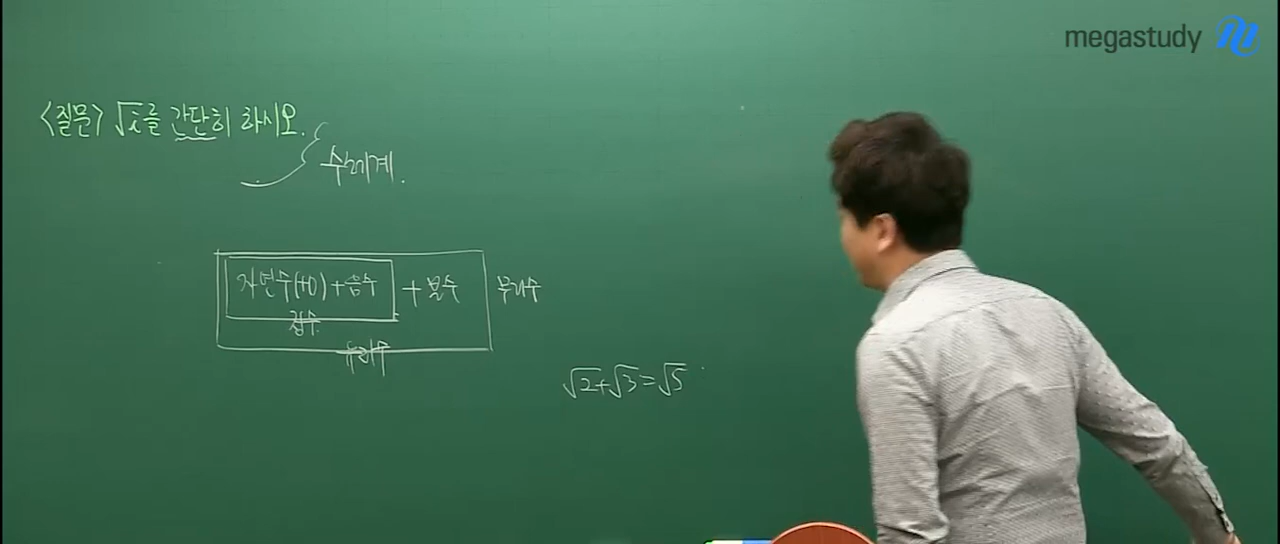 megastudy
<질문> √i를 간단히 하시오.
수체계.
자연수(+0)+음수 + 분수 무리수
정수
유리수
√2+√3=√5